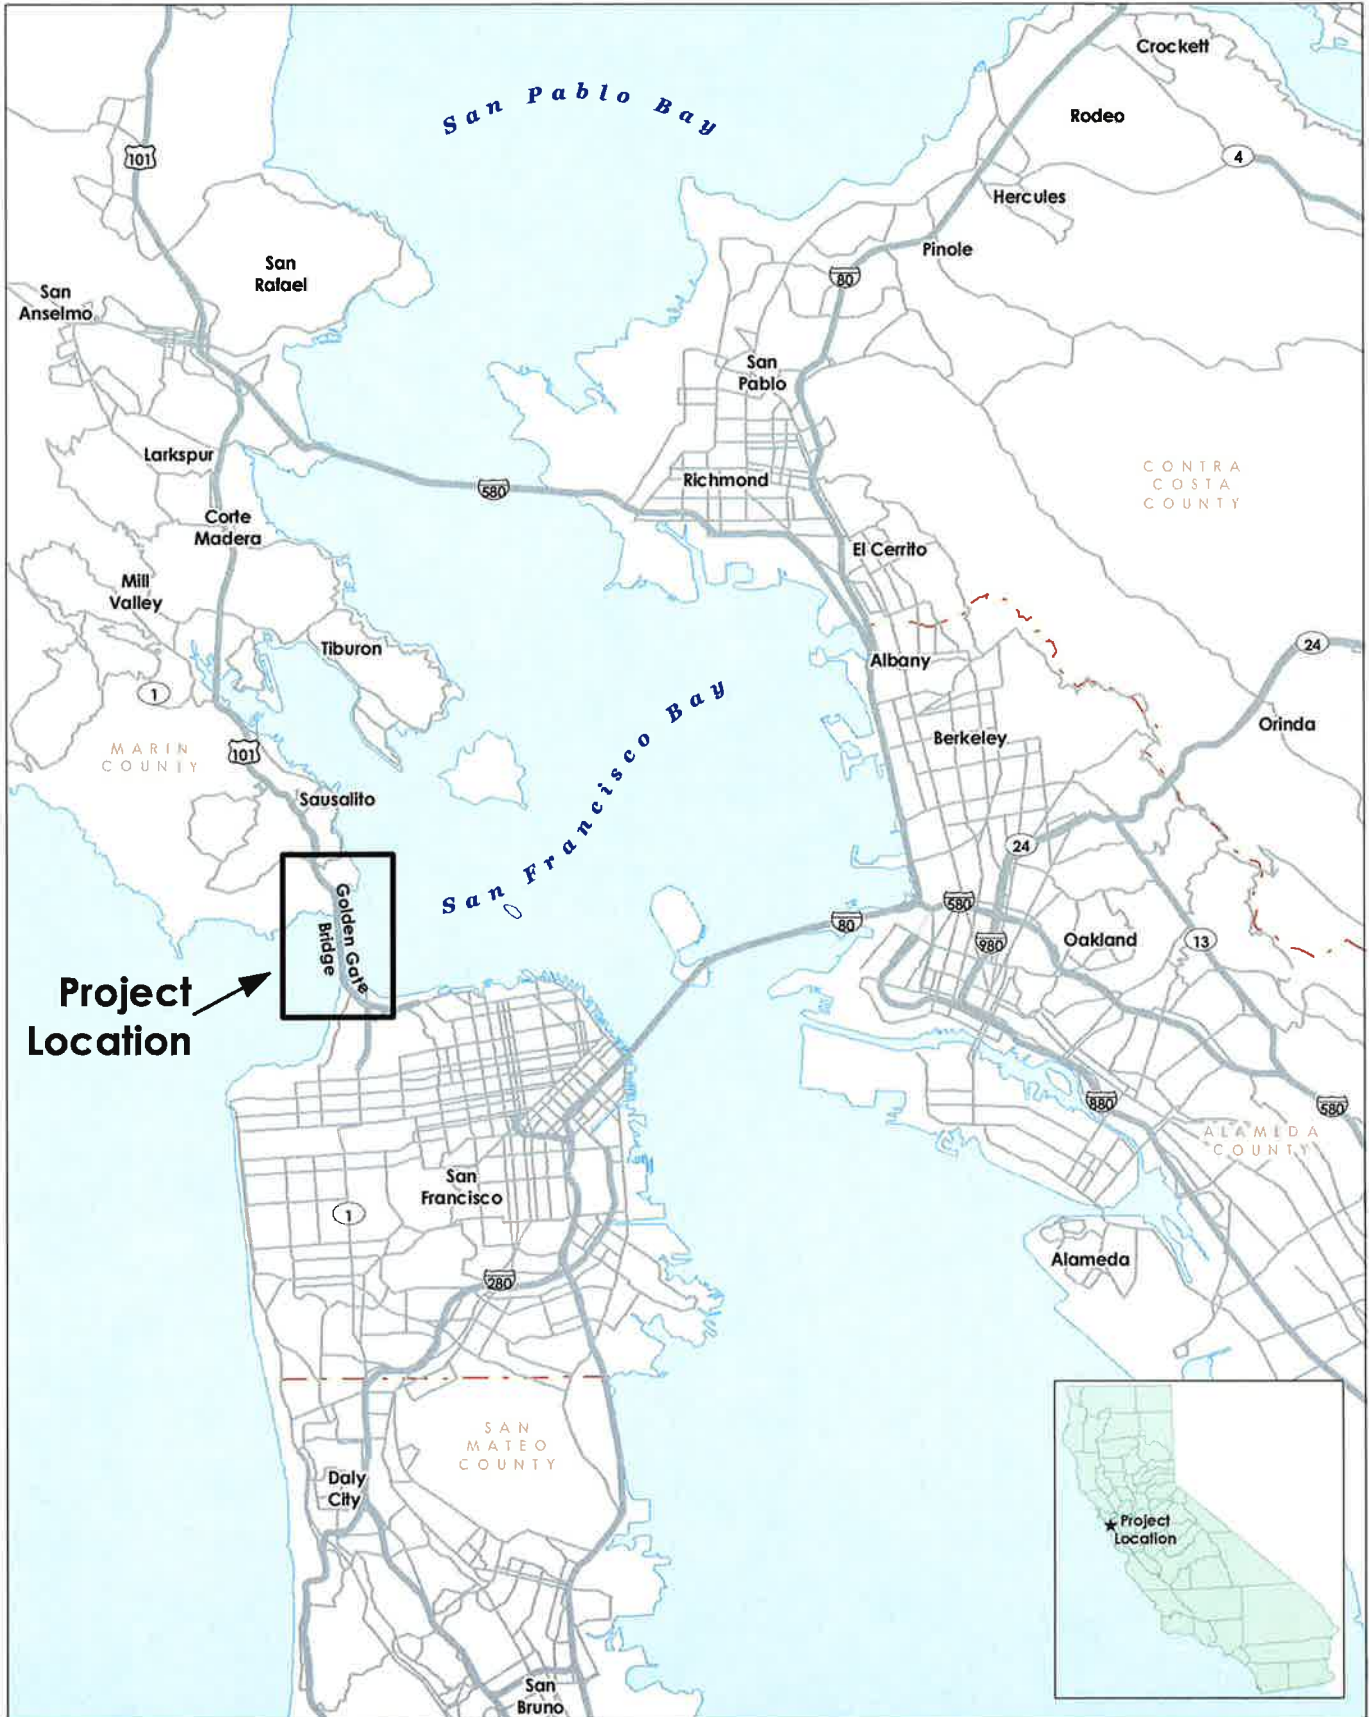 Crockett
San Pablo Bay
Rodeo
101
4
Hercules
Pinole
San
Rafael
80
San
Anselmo
San
Pablo
Larkspur
CONTRA
COSTA
COUNTY
Richmond
580
Corte
Madera
El Cerrito
Mill
Valley
Tiburon
24
Albany
1
San Francisco Bay
Orinda
MARIN
COUNTY
101
Berkeley
Sausalito
24
Golden Gate
Bridge
580
80
980
Oakland
13
Project
Location
880
580
ALAMEDA
COUNTY
San
Francisco
1
Alameda
280
SAN
MATEO
COUNTY
Daly
City
Project
Location
San
Bruno